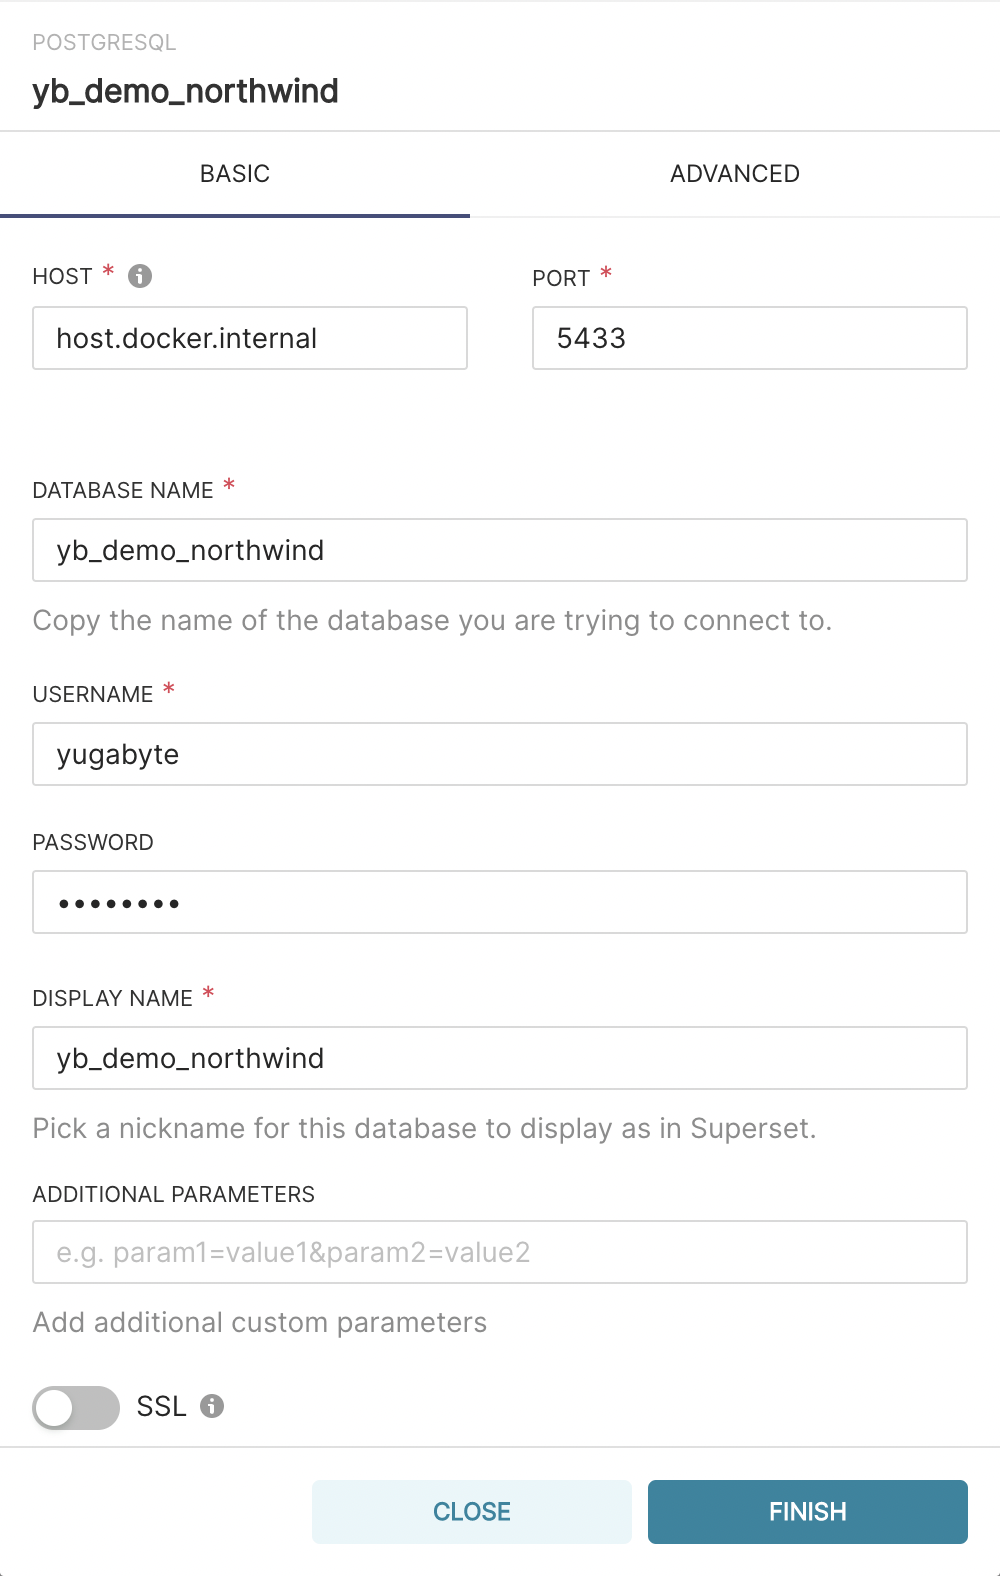 POSTGRESQL
yb_demo_northwind
BASIC ADVANCED
HOST * PORT *
host.docker.internal 5433
DATABASE NAME *
yb_demo_northwind
Copy the name of the database you are trying to connect to.
USERNAME *
yugabyte
PASSWORD
••••••••
DISPLAY NAME *
yb_demo_northwind
Pick a nickname for this database to display as in Superset.
ADDITIONAL PARAMETERS
e.g. param1=value1&param2=value2
Add additional custom parameters
SSL
CLOSE FINISH